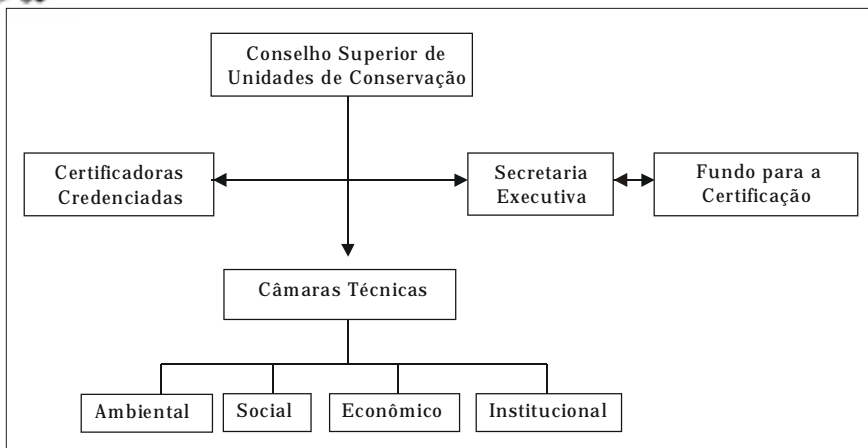 Conselho Superior de
Unidades de Conservação
Certificadoras
Credenciadas
Secretaria
Executiva
Fundo para a
Certificação
Câmaras Técnicas
Ambiental
Social
Econômico
Institucional